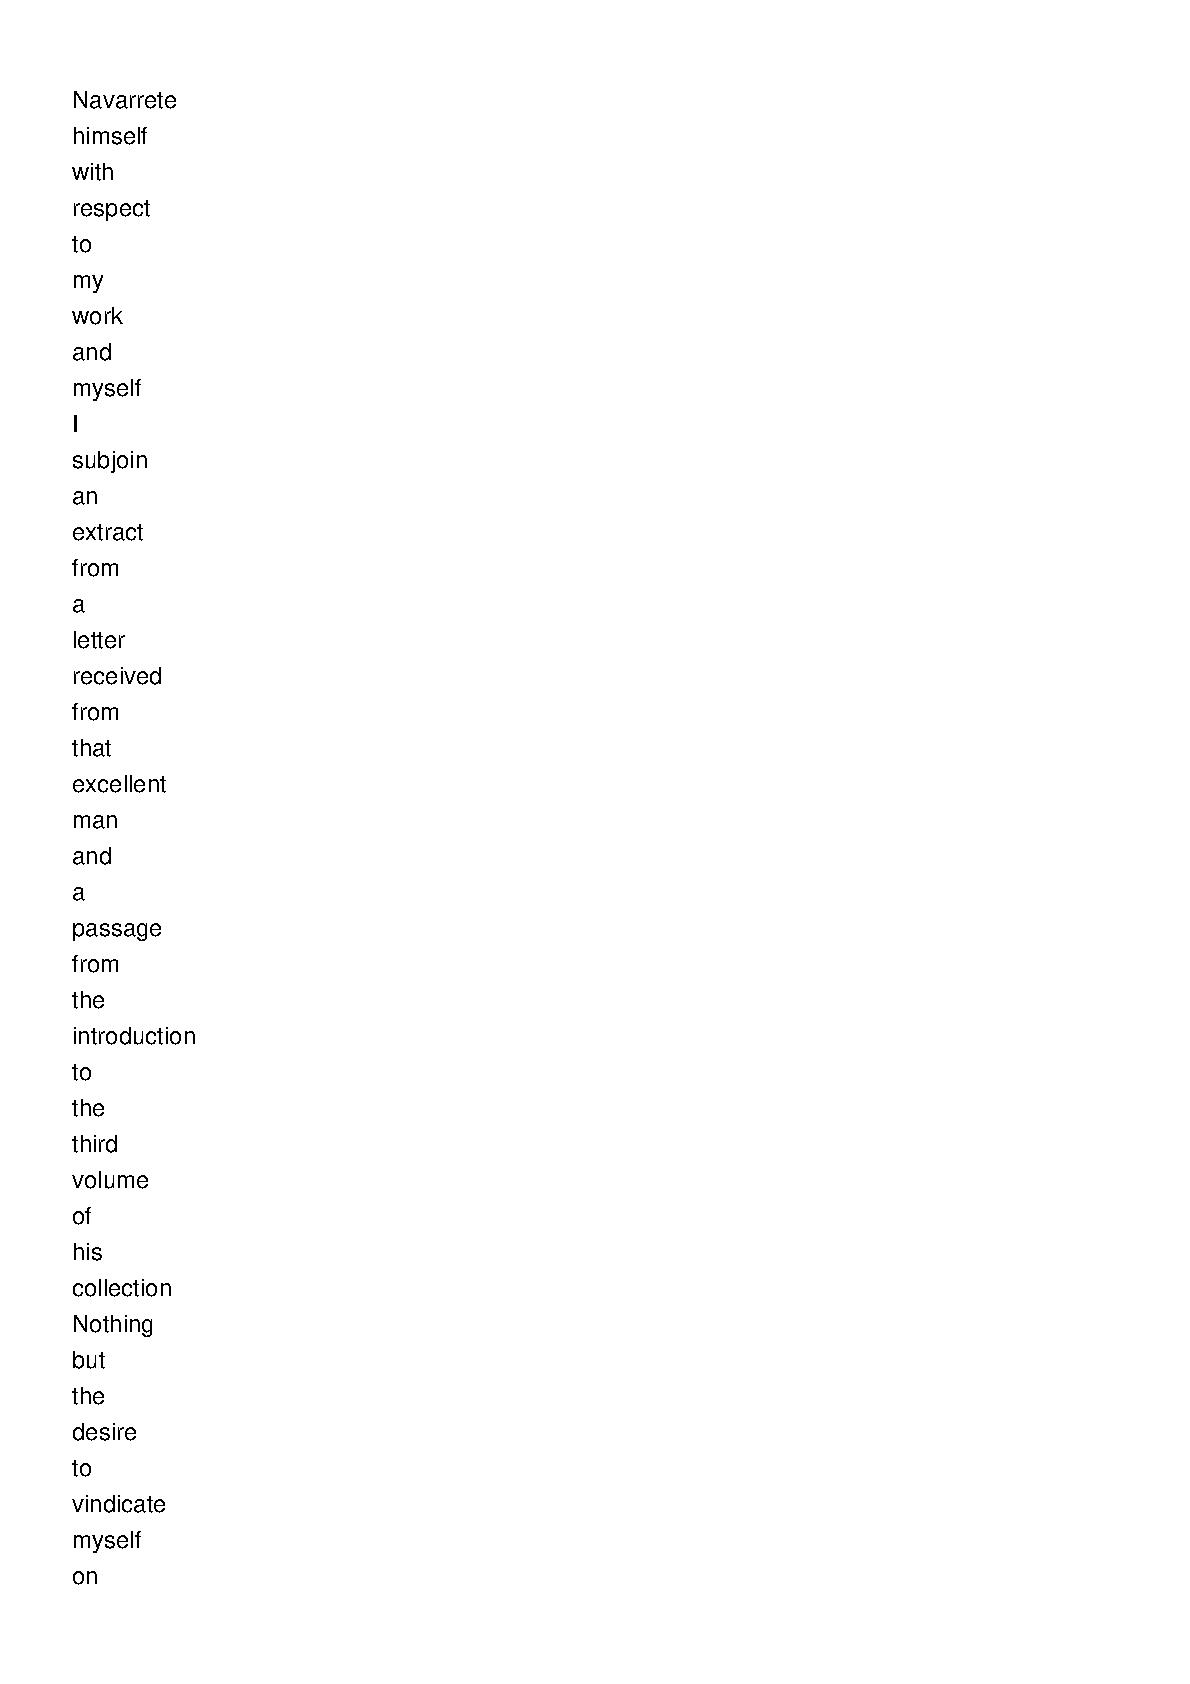 Navarrete
himself
with
respect
to
my
work
and
myself
I
subjoin
an
extract
from
a
letter
received
from
that
excellent
man
and
a
passage
from
the
introduction
to
the
third
volume
of
his
collection
Nothing
but
the
desire
to
vindicate
myself
on